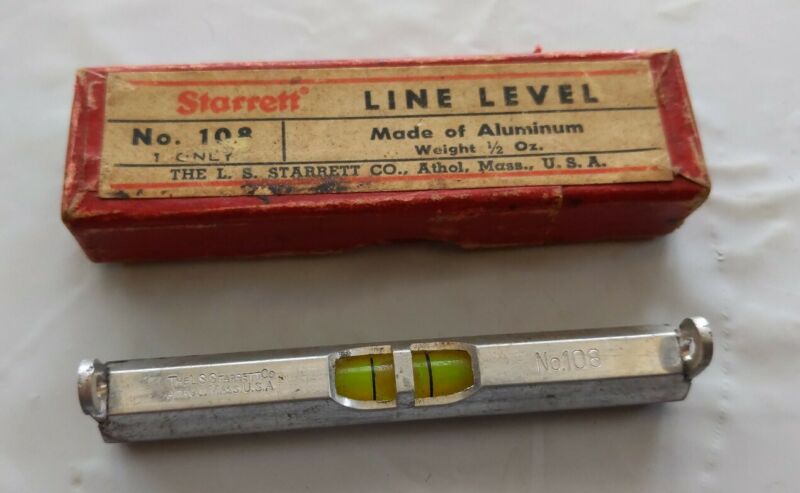 Starrett® LINE LEVEL
No. 108 Made of Aluminum
1 ONLY Weight ½ Oz.
THE L. S. STARRETT CO., Athol, Mass., U. S. A.
THE L.S. STARRETT CO.
MASS. U.S.A
No. 108